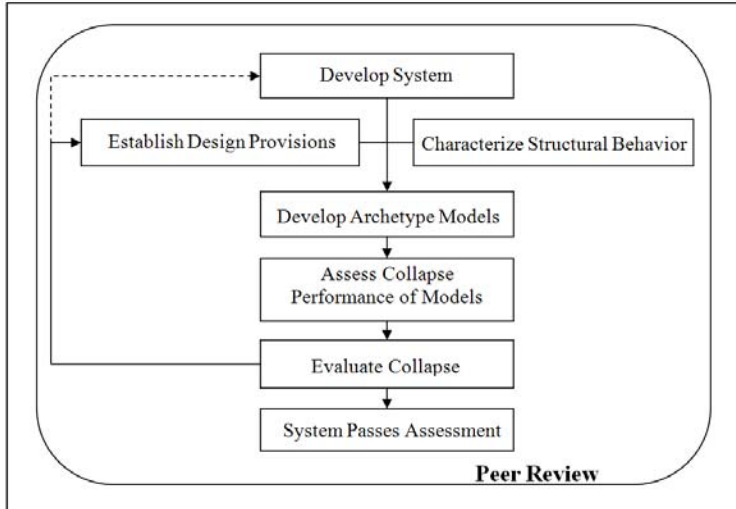 Develop System
Establish Design Provisions
Characterize Structural Behavior
Develop Archetype Models
Assess Collapse
Performance of Models
Evaluate Collapse
System Passes Assessment
Peer Review